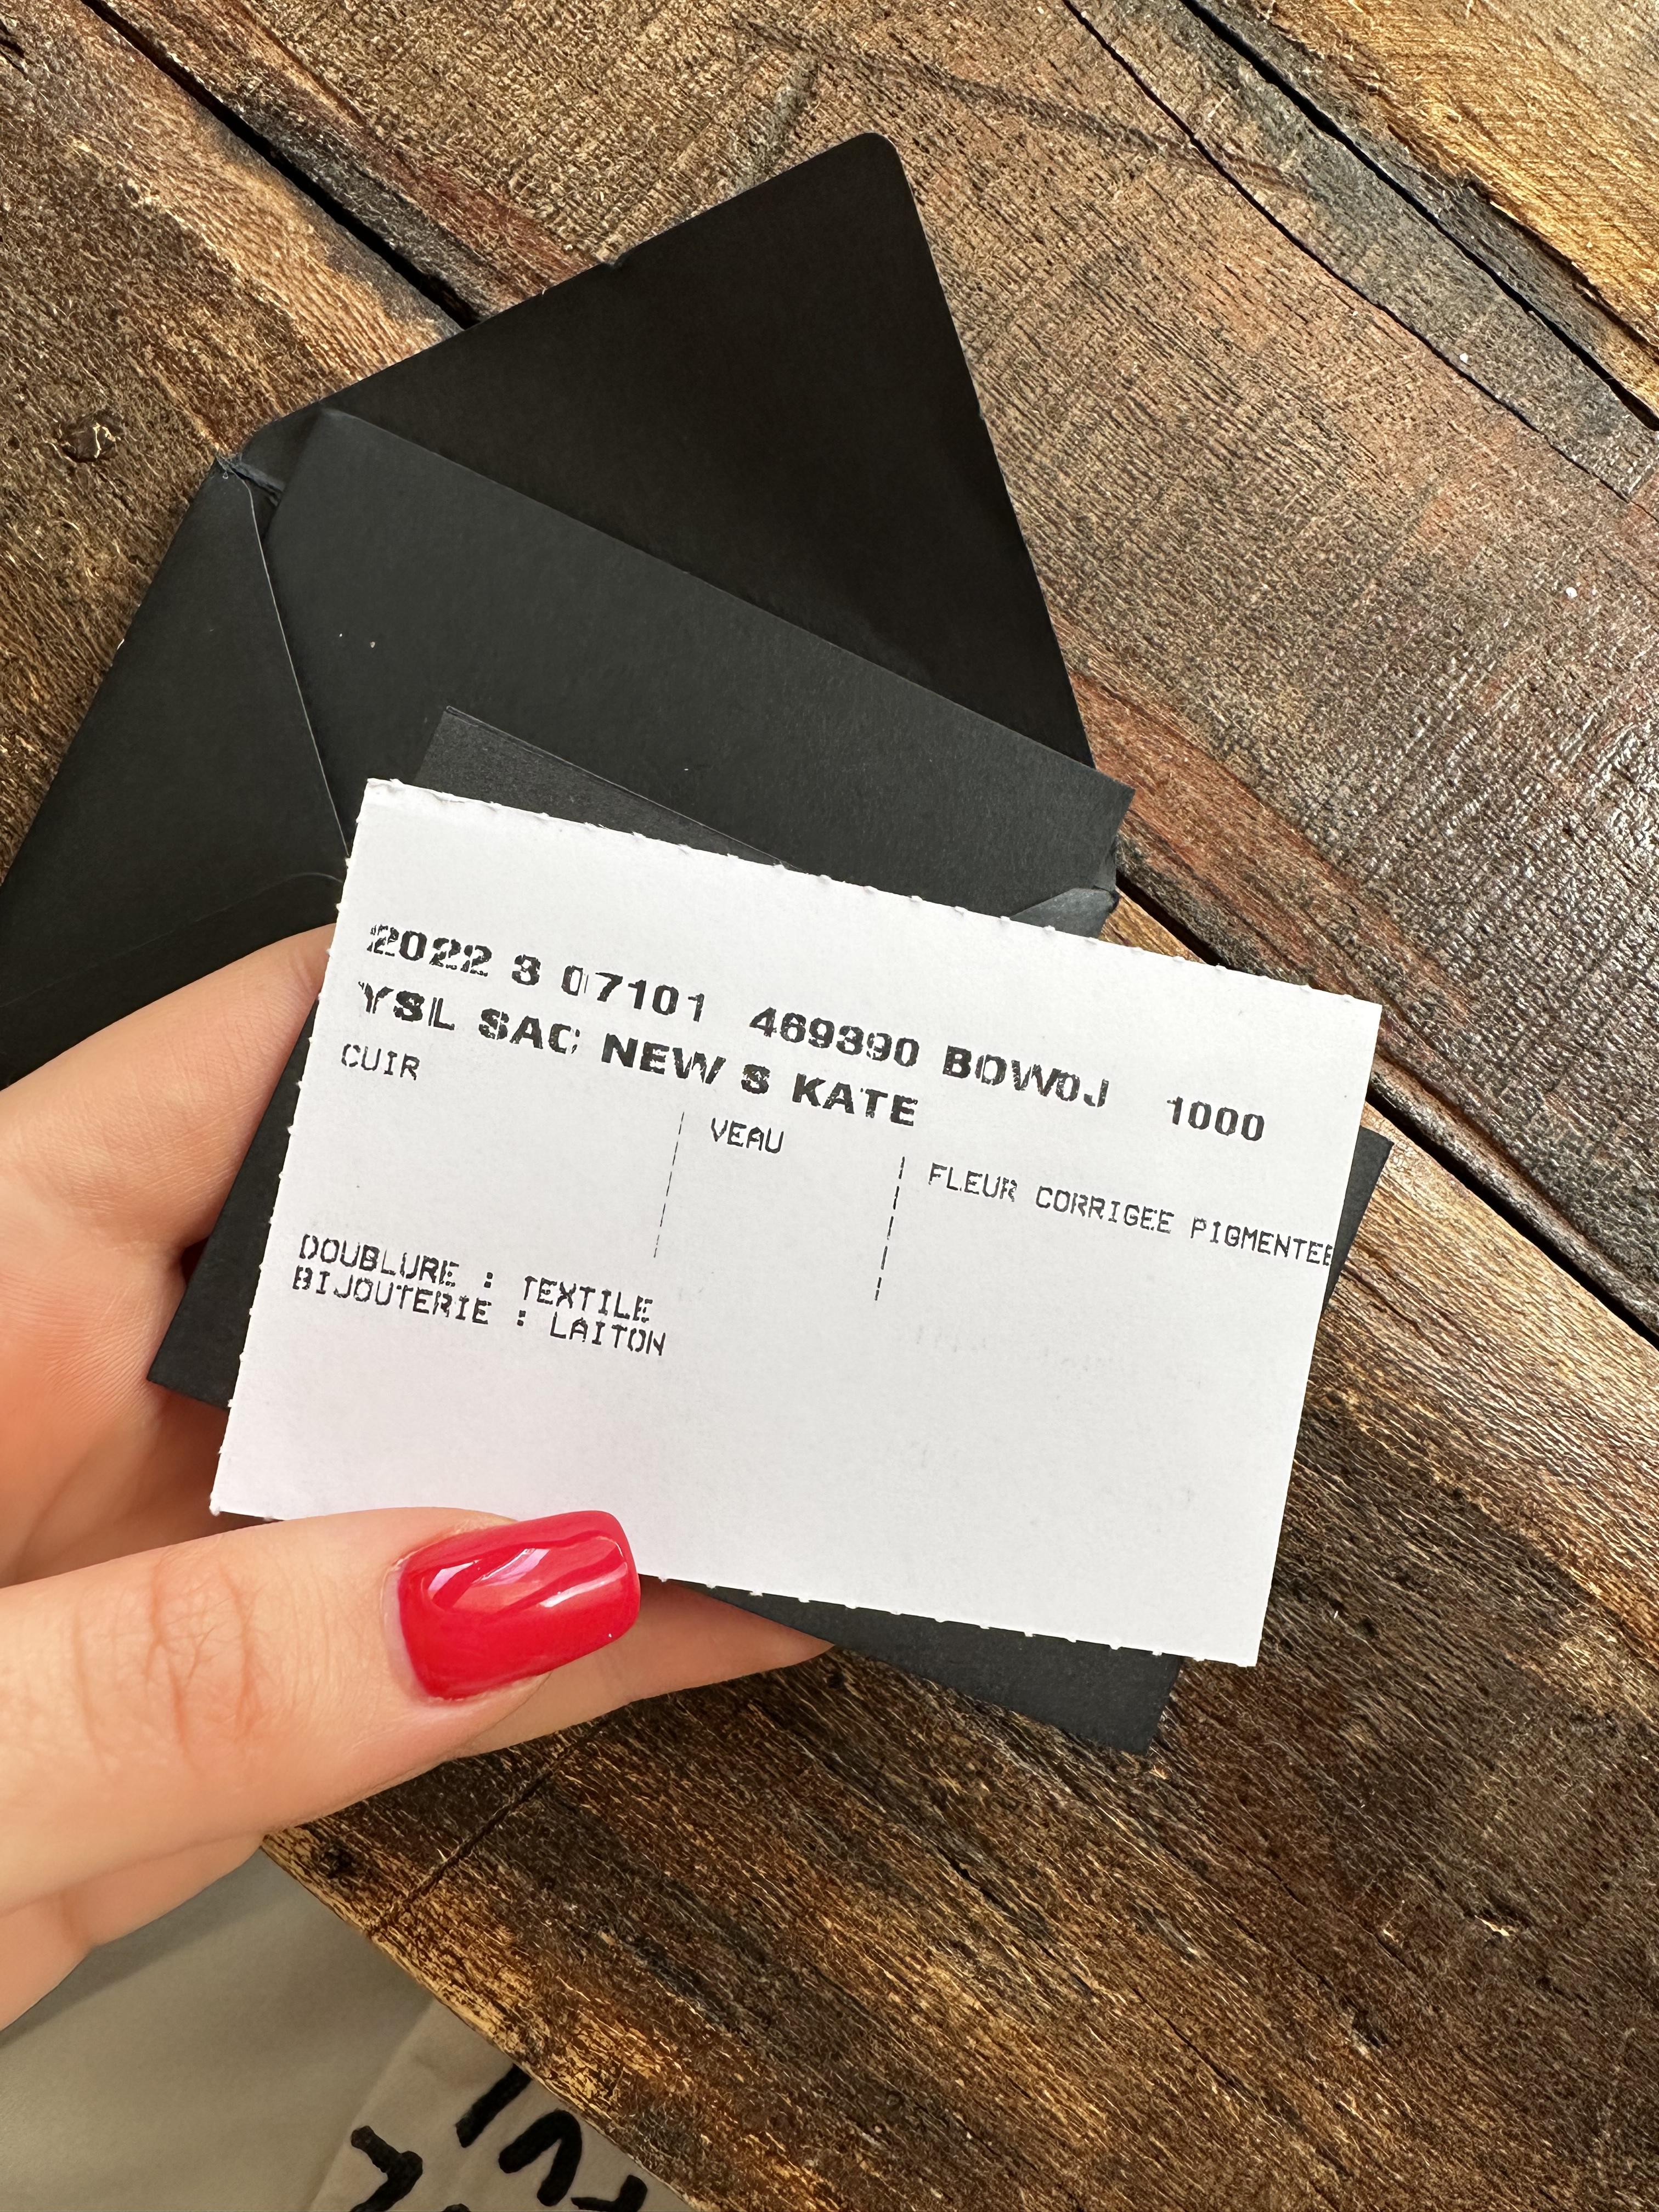 2022 3 07101 469390 BOW0J 1000
YSL SAC NEW S KATE
CUIR
VEAU
FLEUR CORRIGEE PIGMENTEE
DOUBLURE : TEXTILE
BIJOUTERIE : LAITON